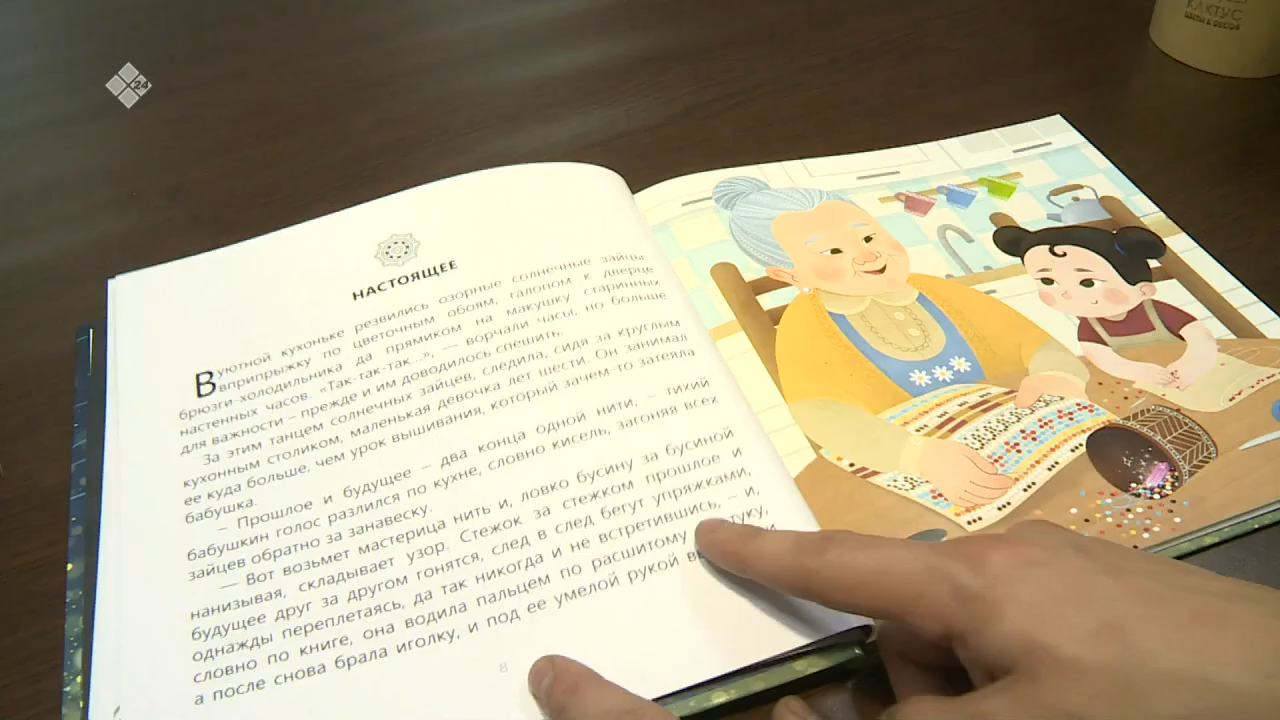 24
КАКТУС
НАСТОЯЩЕЕ
В уютной кухоньке резвились озорные солнечные зайцы:
вприпрыжку по цветочным обоям, галопом к дверце
брюзги-холодильника да прямиком на макушку старинных
настенных часов. «Так-так-так...», — ворчали часы, но больше
для важности – прежде и им доводилось спешить.
За этим танцем солнечных зайцев, следила, сидя за круглым
кухонным столиком, маленькая девочка лет шести. Он занимал
ее куда больше, чем урок вышивания, который зачем-то затеяла
бабушка.
– Прошлое и будущее – два конца одной нити, – тихий
бабушкин голос разлился по кухне, словно кисель, загоняя всех
зайцев обратно за занавеску.
— Вот возьмет мастерица нить и, ловко бусину за бусиной
нанизывая, складывает узор. Стежок за стежком прошлое и
будущее друг за другом гонятся, след в след бегут упряжками,
однажды переплетаясь, да так никогда и не встретившись, – и,
словно по книге, она водила пальцем по расшитому
а после снова брала иголку, и под ее умелой рукой
8